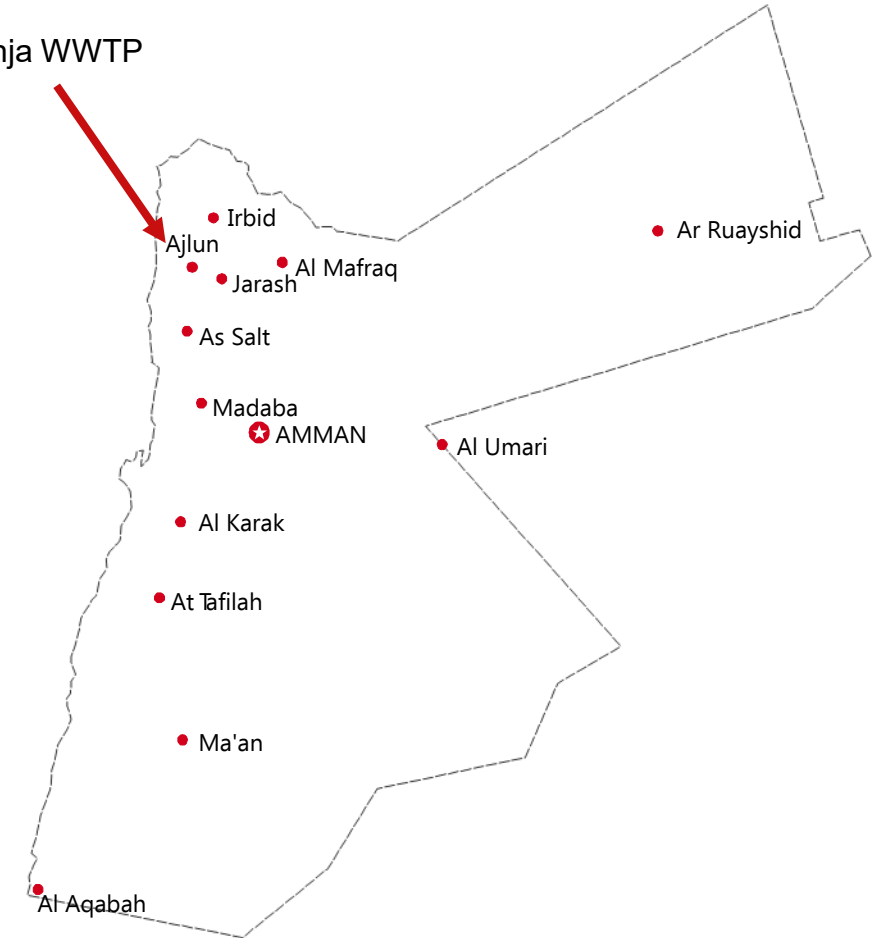 nja WWTP
Irbid
Ar Ruayshid
Ajlun
Al Mafraq
Jarash
As Salt
Madaba
AMMAN
Al Umari
Al Karak
At Tafilah
Ma'an
Al Aqabah